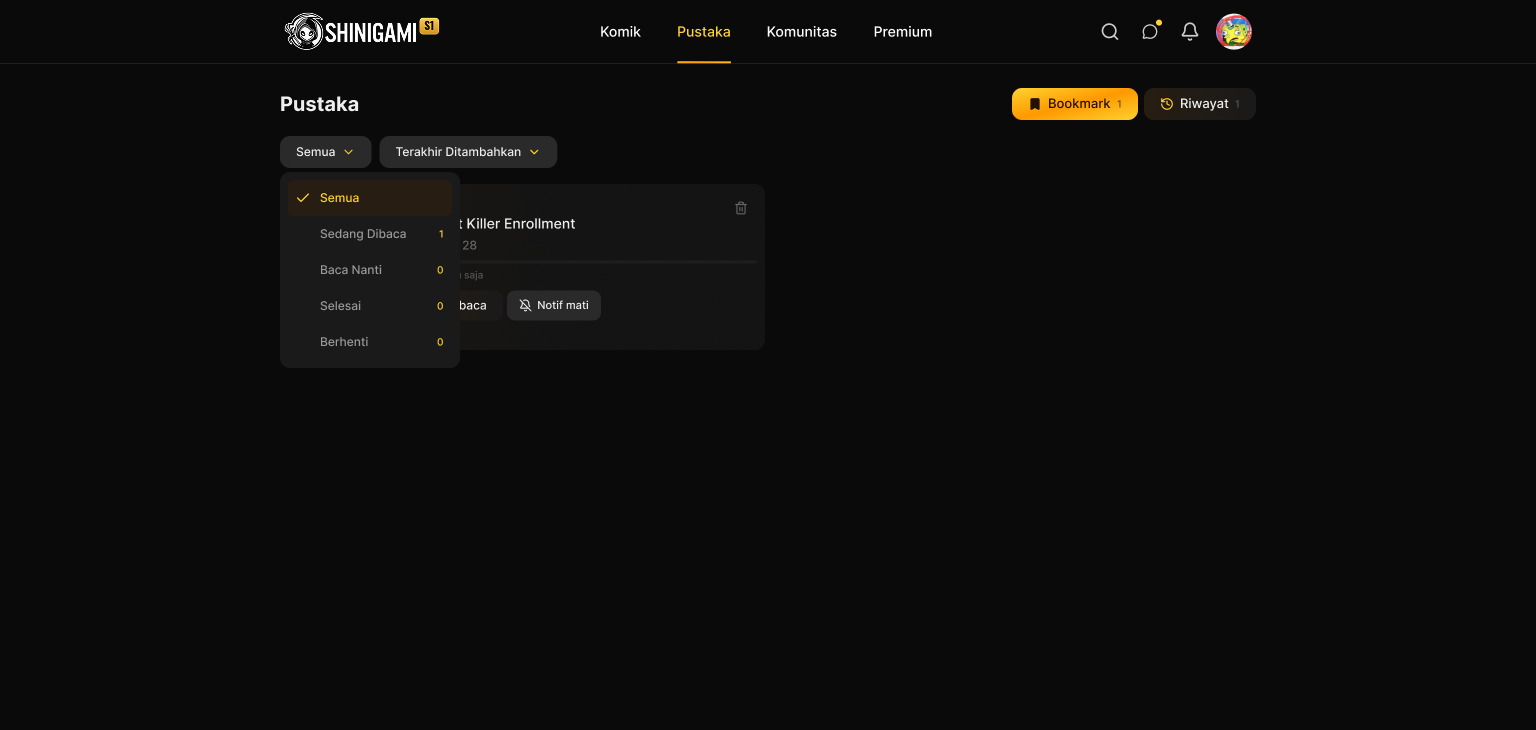 SHINIGAMI S1
Komik
Pustaka
Komunitas
Premium
Pustaka
Bookmark 1
Riwayat 1
Semua
Terakhir Ditambahkan
Semua
Sedang Dibaca 1
Baca Nanti 0
Selesai 0
Berhenti 0
t Killer Enrollment
28
saja
baca
Notif mati